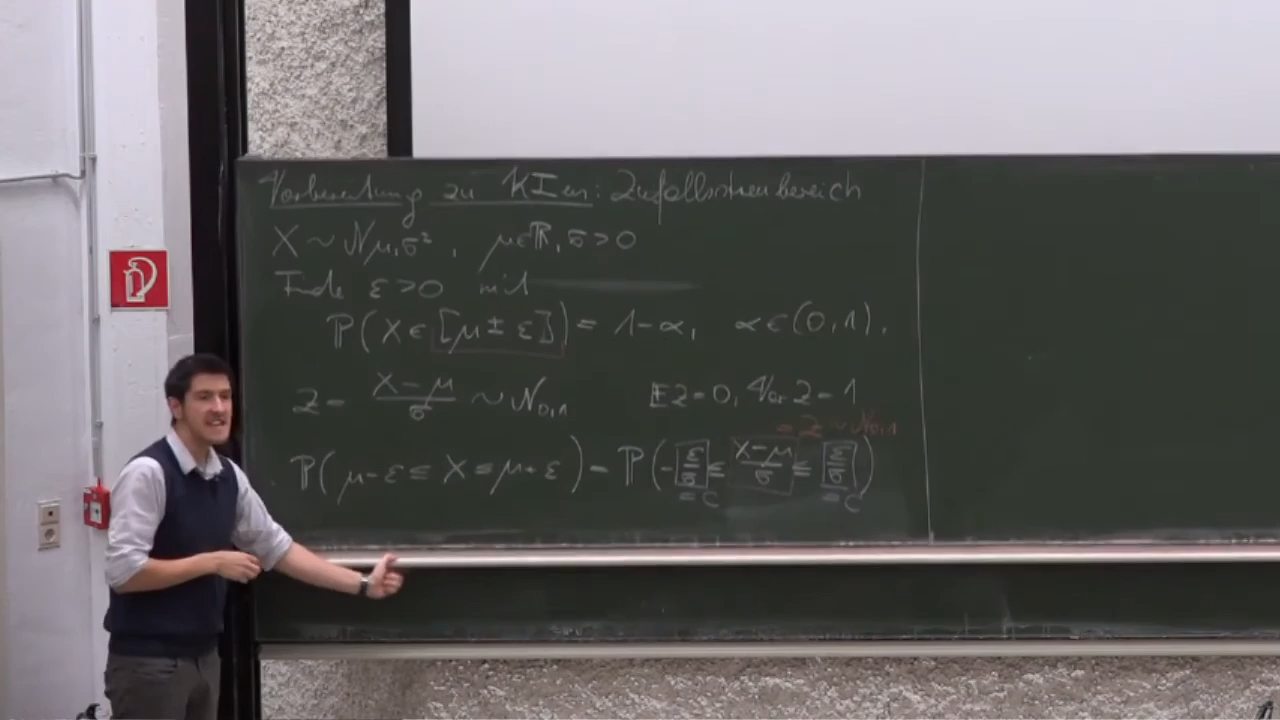 Vorbereitung zu KIen: Zufallsstreubereich
X ~ N_{μ,σ²}, μ∈ℝ, σ>0
Finde ε>0 mit
ℙ(X∈[μ±ε]) = 1-α, α∈(0,1).
Z = (X-μ)/σ ~ N_{0,1} 𝔼Z=0, Var Z=1
= Z ~ N_{0,1}
ℙ(μ-ε ≤ X ≤ μ+ε) = ℙ(-ε/σ ≤ (X-μ)/σ ≤ ε/σ)
=C =C